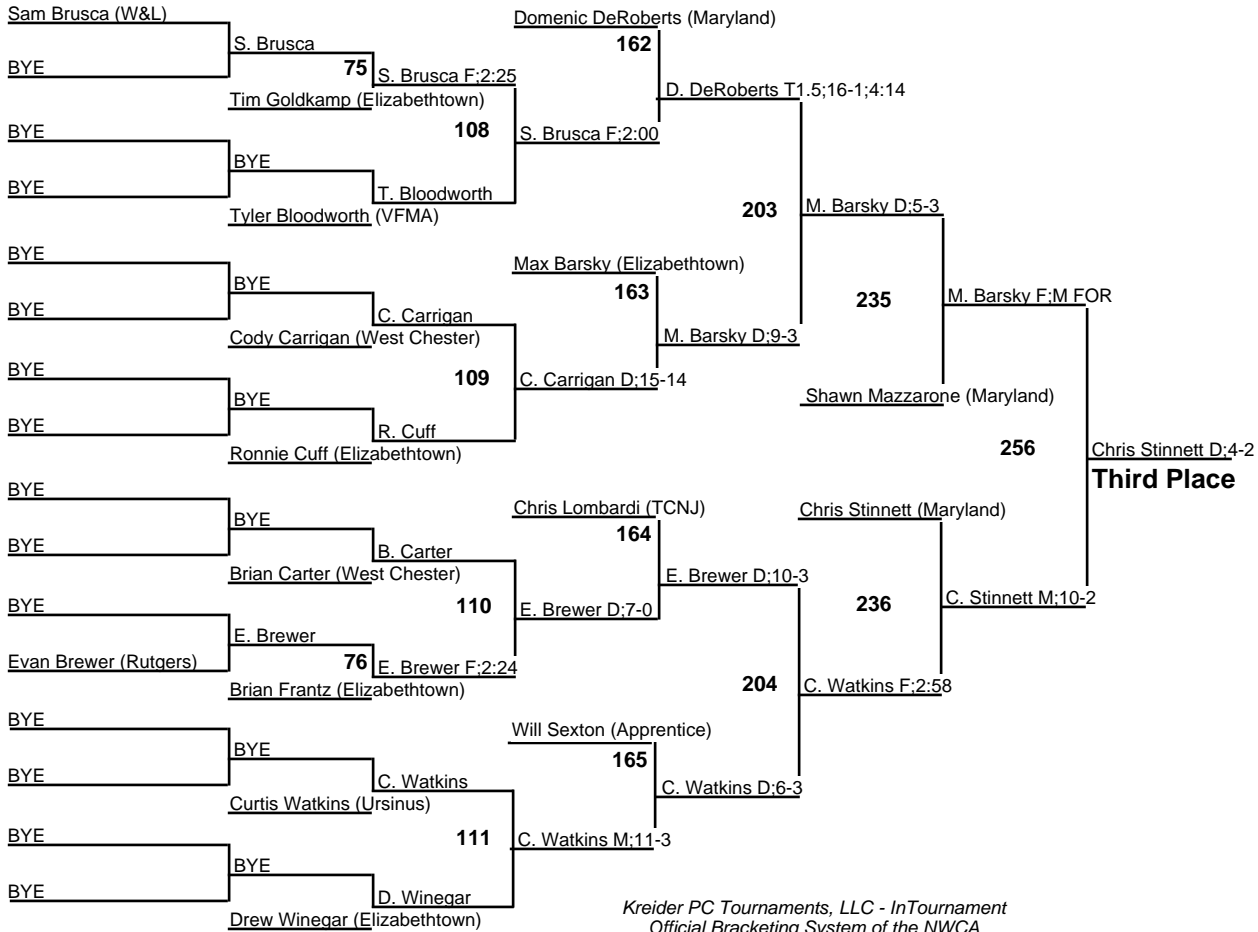 Sam Brusca (W&L)
Domenic DeRoberts (Maryland)
S. Brusca
162
BYE
75
S. Brusca F;2:25
D. DeRoberts T1.5;16-1;4:14
Tim Goldkamp (Elizabethtown)
BYE
108
S. Brusca F;2:00
BYE
BYE
T. Bloodworth
Tyler Bloodworth (VFMA)
203
M. Barsky D;5-3
BYE
Max Barsky (Elizabethtown)
BYE
163
235
M. Barsky F;M FOR
BYE
C. Carrigan
Cody Carrigan (West Chester)
M. Barsky D;9-3
BYE
109
C. Carrigan D;15-14
BYE
Shawn Mazzarone (Maryland)
BYE
R. Cuff
Ronnie Cuff (Elizabethtown)
256
Chris Stinnett D;4-2
Third Place
BYE
Chris Lombardi (TCNJ)
Chris Stinnett (Maryland)
BYE
164
BYE
B. Carter
Brian Carter (West Chester)
E. Brewer D;10-3
BYE
110
E. Brewer D;7-0
236
C. Stinnett M;10-2
E. Brewer
Evan Brewer (Rutgers)
76
E. Brewer F;2:24
Brian Frantz (Elizabethtown)
204
C. Watkins F;2:58
BYE
Will Sexton (Apprentice)
BYE
165
BYE
C. Watkins
C. Watkins D;6-3
Curtis Watkins (Ursinus)
BYE
111
C. Watkins M;11-3
BYE
BYE
D. Winegar
Drew Winegar (Elizabethtown)
Kreider PC Tournaments, LLC - InTournament
Official Bracketing System of the NWCA